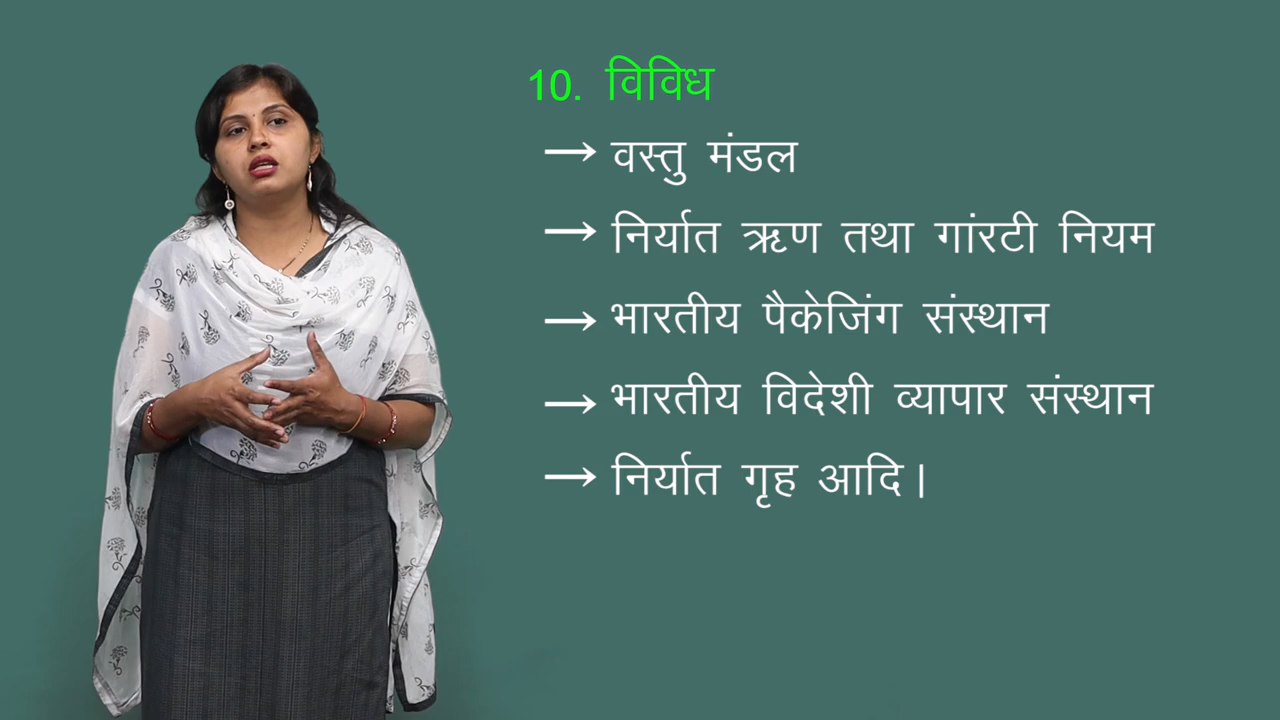 10. विविध
→ वस्तु मंडल
→ निर्यात ऋण तथा गांरटी नियम
→ भारतीय पैकेजिंग संस्थान
→ भारतीय विदेशी व्यापार संस्थान
→ निर्यात गृह आदि।